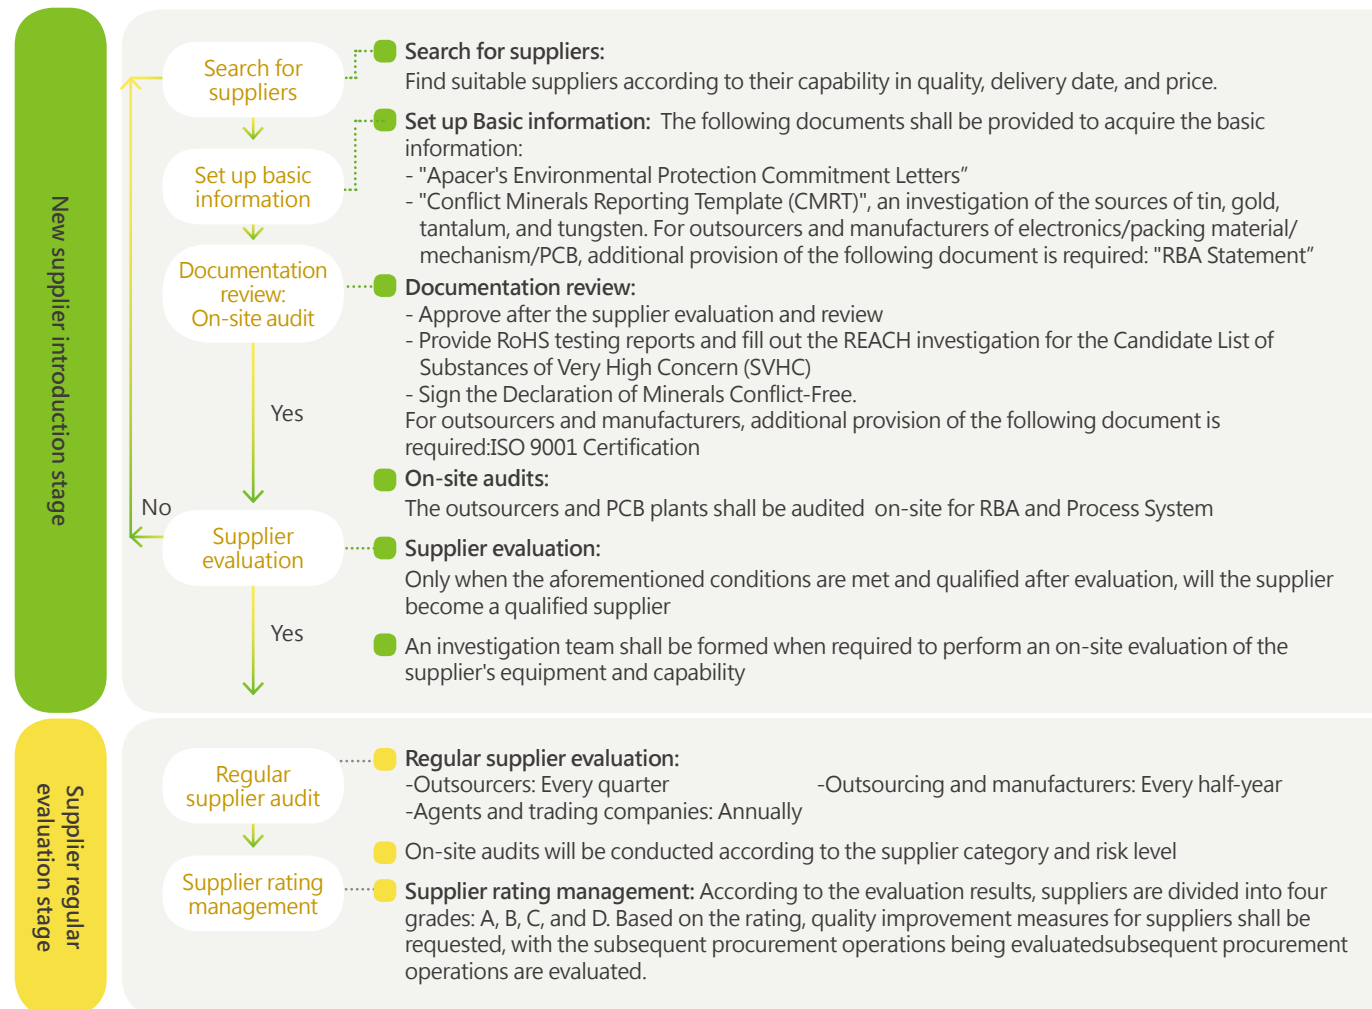 New supplier introduction stage
Search for
suppliers
Set up basic
information
Documentation
review:
On-site audit
Yes
No
Supplier
evaluation
Yes
Search for suppliers:
Find suitable suppliers according to their capability in quality, delivery date, and price.
Set up Basic information: The following documents shall be provided to acquire the basic
information:
- "Apacer's Environmental Protection Commitment Letters”
- "Conflict Minerals Reporting Template (CMRT)", an investigation of the sources of tin, gold,
tantalum, and tungsten. For outsourcers and manufacturers of electronics/packing material/
mechanism/PCB, additional provision of the following document is required: "RBA Statement”
Documentation review:
- Approve after the supplier evaluation and review
- Provide RoHS testing reports and fill out the REACH investigation for the Candidate List of
Substances of Very High Concern (SVHC)
- Sign the Declaration of Minerals Conflict-Free.
For outsourcers and manufacturers, additional provision of the following document is
required:ISO 9001 Certification
On-site audits:
The outsourcers and PCB plants shall be audited on-site for RBA and Process System
Supplier evaluation:
Only when the aforementioned conditions are met and qualified after evaluation, will the supplier
become a qualified supplier
An investigation team shall be formed when required to perform an on-site evaluation of the
supplier's equipment and capability
Supplier regular
evaluation stage
Regular
supplier audit
Supplier rating
management
Regular supplier evaluation:
-Outsourcers: Every quarter -Outsourcing and manufacturers: Every half-year
-Agents and trading companies: Annually
On-site audits will be conducted according to the supplier category and risk level
Supplier rating management: According to the evaluation results, suppliers are divided into four
grades: A, B, C, and D. Based on the rating, quality improvement measures for suppliers shall be
requested, with the subsequent procurement operations being evaluatedsubsequent procurement
operations are evaluated.